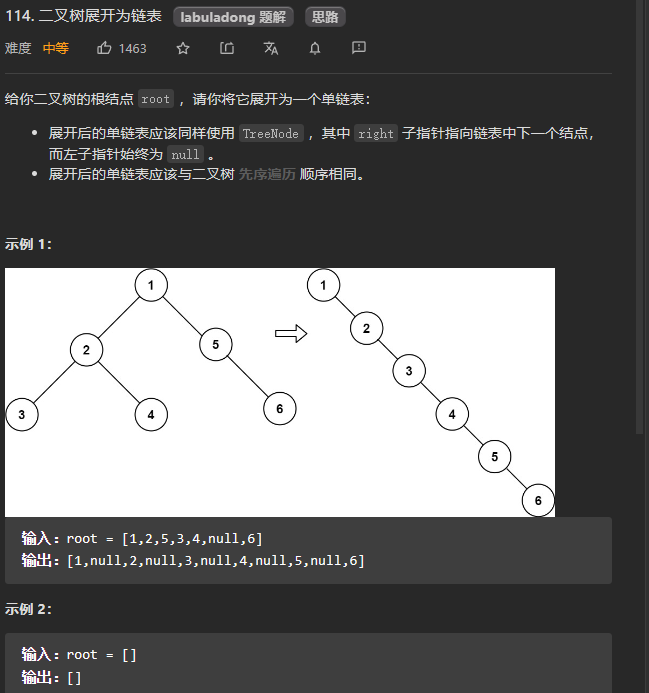 114. 二叉树展开为链表 labuladong 题解 思路
难度 中等 1463
给你二叉树的根结点 root ，请你将它展开为一个单链表：
展开后的单链表应该同样使用 TreeNode ，其中 right 子指针指向链表中下一个结点，
而左子指针始终为 null 。
展开后的单链表应该与二叉树 先序遍历 顺序相同。
示例 1：
1
2
5
3
4
6
1
2
3
4
5
6
输入：root = [1,2,5,3,4,null,6]
输出：[1,null,2,null,3,null,4,null,5,null,6]
示例 2：
输入：root = []
输出：[]